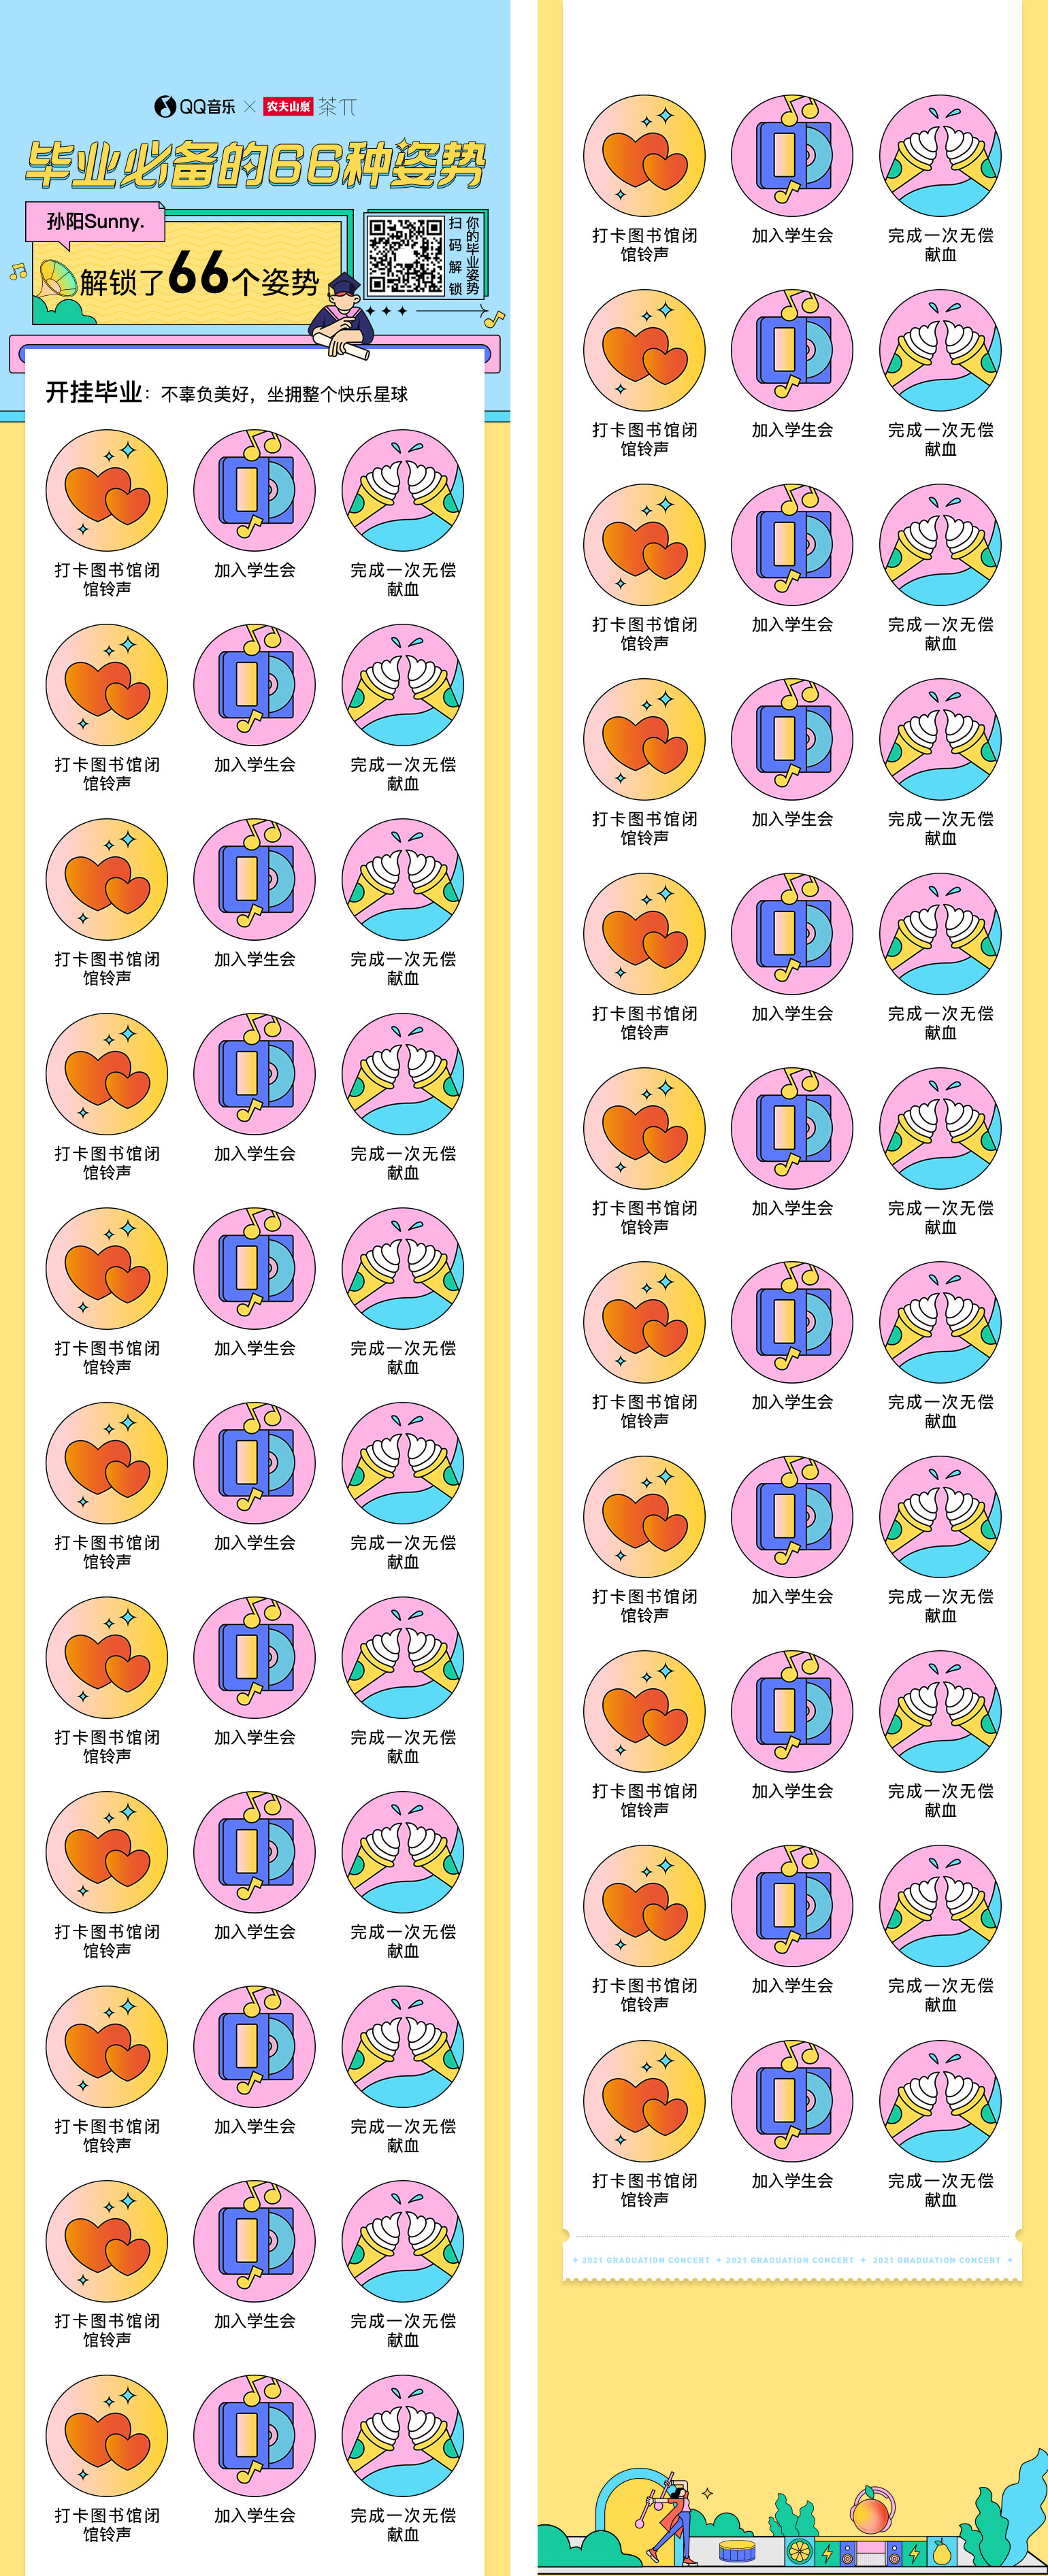 QQ音乐 × 农夫山泉 茶π
毕业必备的66种姿势
孙阳Sunny.
解锁了66个姿势
扫码解锁
你的毕业姿势
开挂毕业：不辜负美好，坐拥整个快乐星球
打卡图书馆闭
馆铃声
加入学生会
完成一次无偿
献血
打卡图书馆闭
馆铃声
加入学生会
完成一次无偿
献血
打卡图书馆闭
馆铃声
加入学生会
完成一次无偿
献血
打卡图书馆闭
馆铃声
加入学生会
完成一次无偿
献血
打卡图书馆闭
馆铃声
加入学生会
完成一次无偿
献血
打卡图书馆闭
馆铃声
加入学生会
完成一次无偿
献血
打卡图书馆闭
馆铃声
加入学生会
完成一次无偿
献血
打卡图书馆闭
馆铃声
加入学生会
完成一次无偿
献血
打卡图书馆闭
馆铃声
加入学生会
完成一次无偿
献血
打卡图书馆闭
馆铃声
加入学生会
完成一次无偿
献血
打卡图书馆闭
馆铃声
加入学生会
完成一次无偿
献血
打卡图书馆闭
馆铃声
加入学生会
完成一次无偿
献血
打卡图书馆闭
馆铃声
加入学生会
完成一次无偿
献血
打卡图书馆闭
馆铃声
加入学生会
完成一次无偿
献血
打卡图书馆闭
馆铃声
加入学生会
完成一次无偿
献血
打卡图书馆闭
馆铃声
加入学生会
完成一次无偿
献血
打卡图书馆闭
馆铃声
加入学生会
完成一次无偿
献血
打卡图书馆闭
馆铃声
加入学生会
完成一次无偿
献血
打卡图书馆闭
馆铃声
加入学生会
完成一次无偿
献血
打卡图书馆闭
馆铃声
加入学生会
完成一次无偿
献血
打卡图书馆闭
馆铃声
加入学生会
完成一次无偿
献血
打卡图书馆闭
馆铃声
加入学生会
完成一次无偿
献血
2021 GRADUATION CONCERT 2021 GRADUATION CONCERT 2021 GRADUATION CONCERT